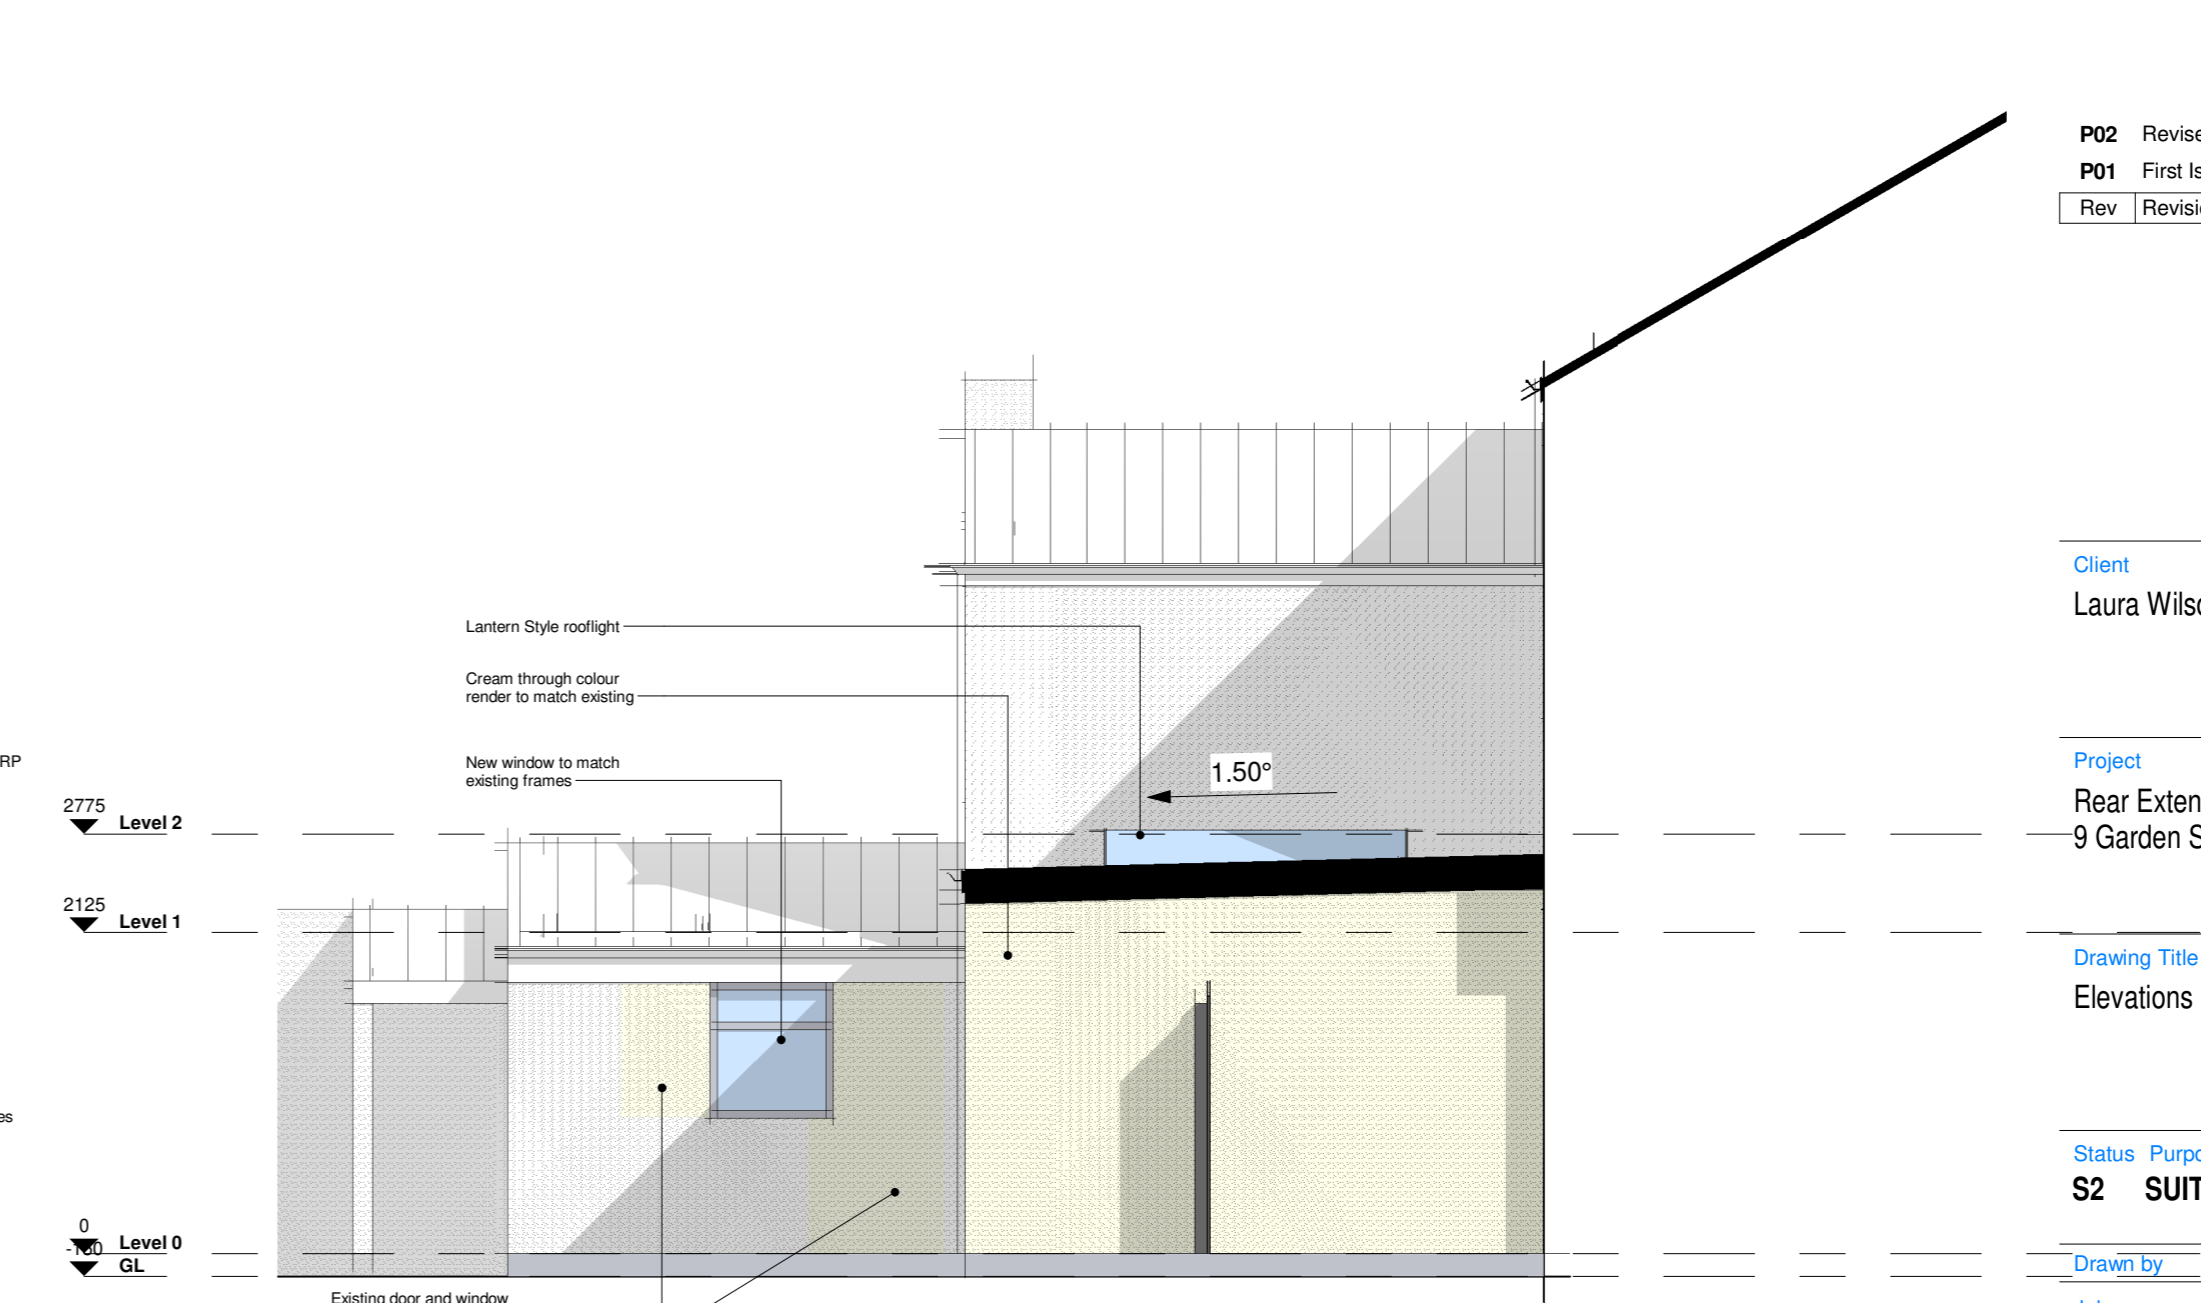 P02 Revise
P01 First Is
Rev Revisi
Client
Laura Wils
Lantern Style rooflight
Cream through colour
render to match existing
New window to match
existing frames
RP
1.50°
Project
Rear Exten
9 Garden S
2775
Level 2
2125
Level 1
Drawing Title
Elevations
es
Status Purpo
S2 SUIT
0
Level 0
-150
GL
Drawn by
Existing door and window